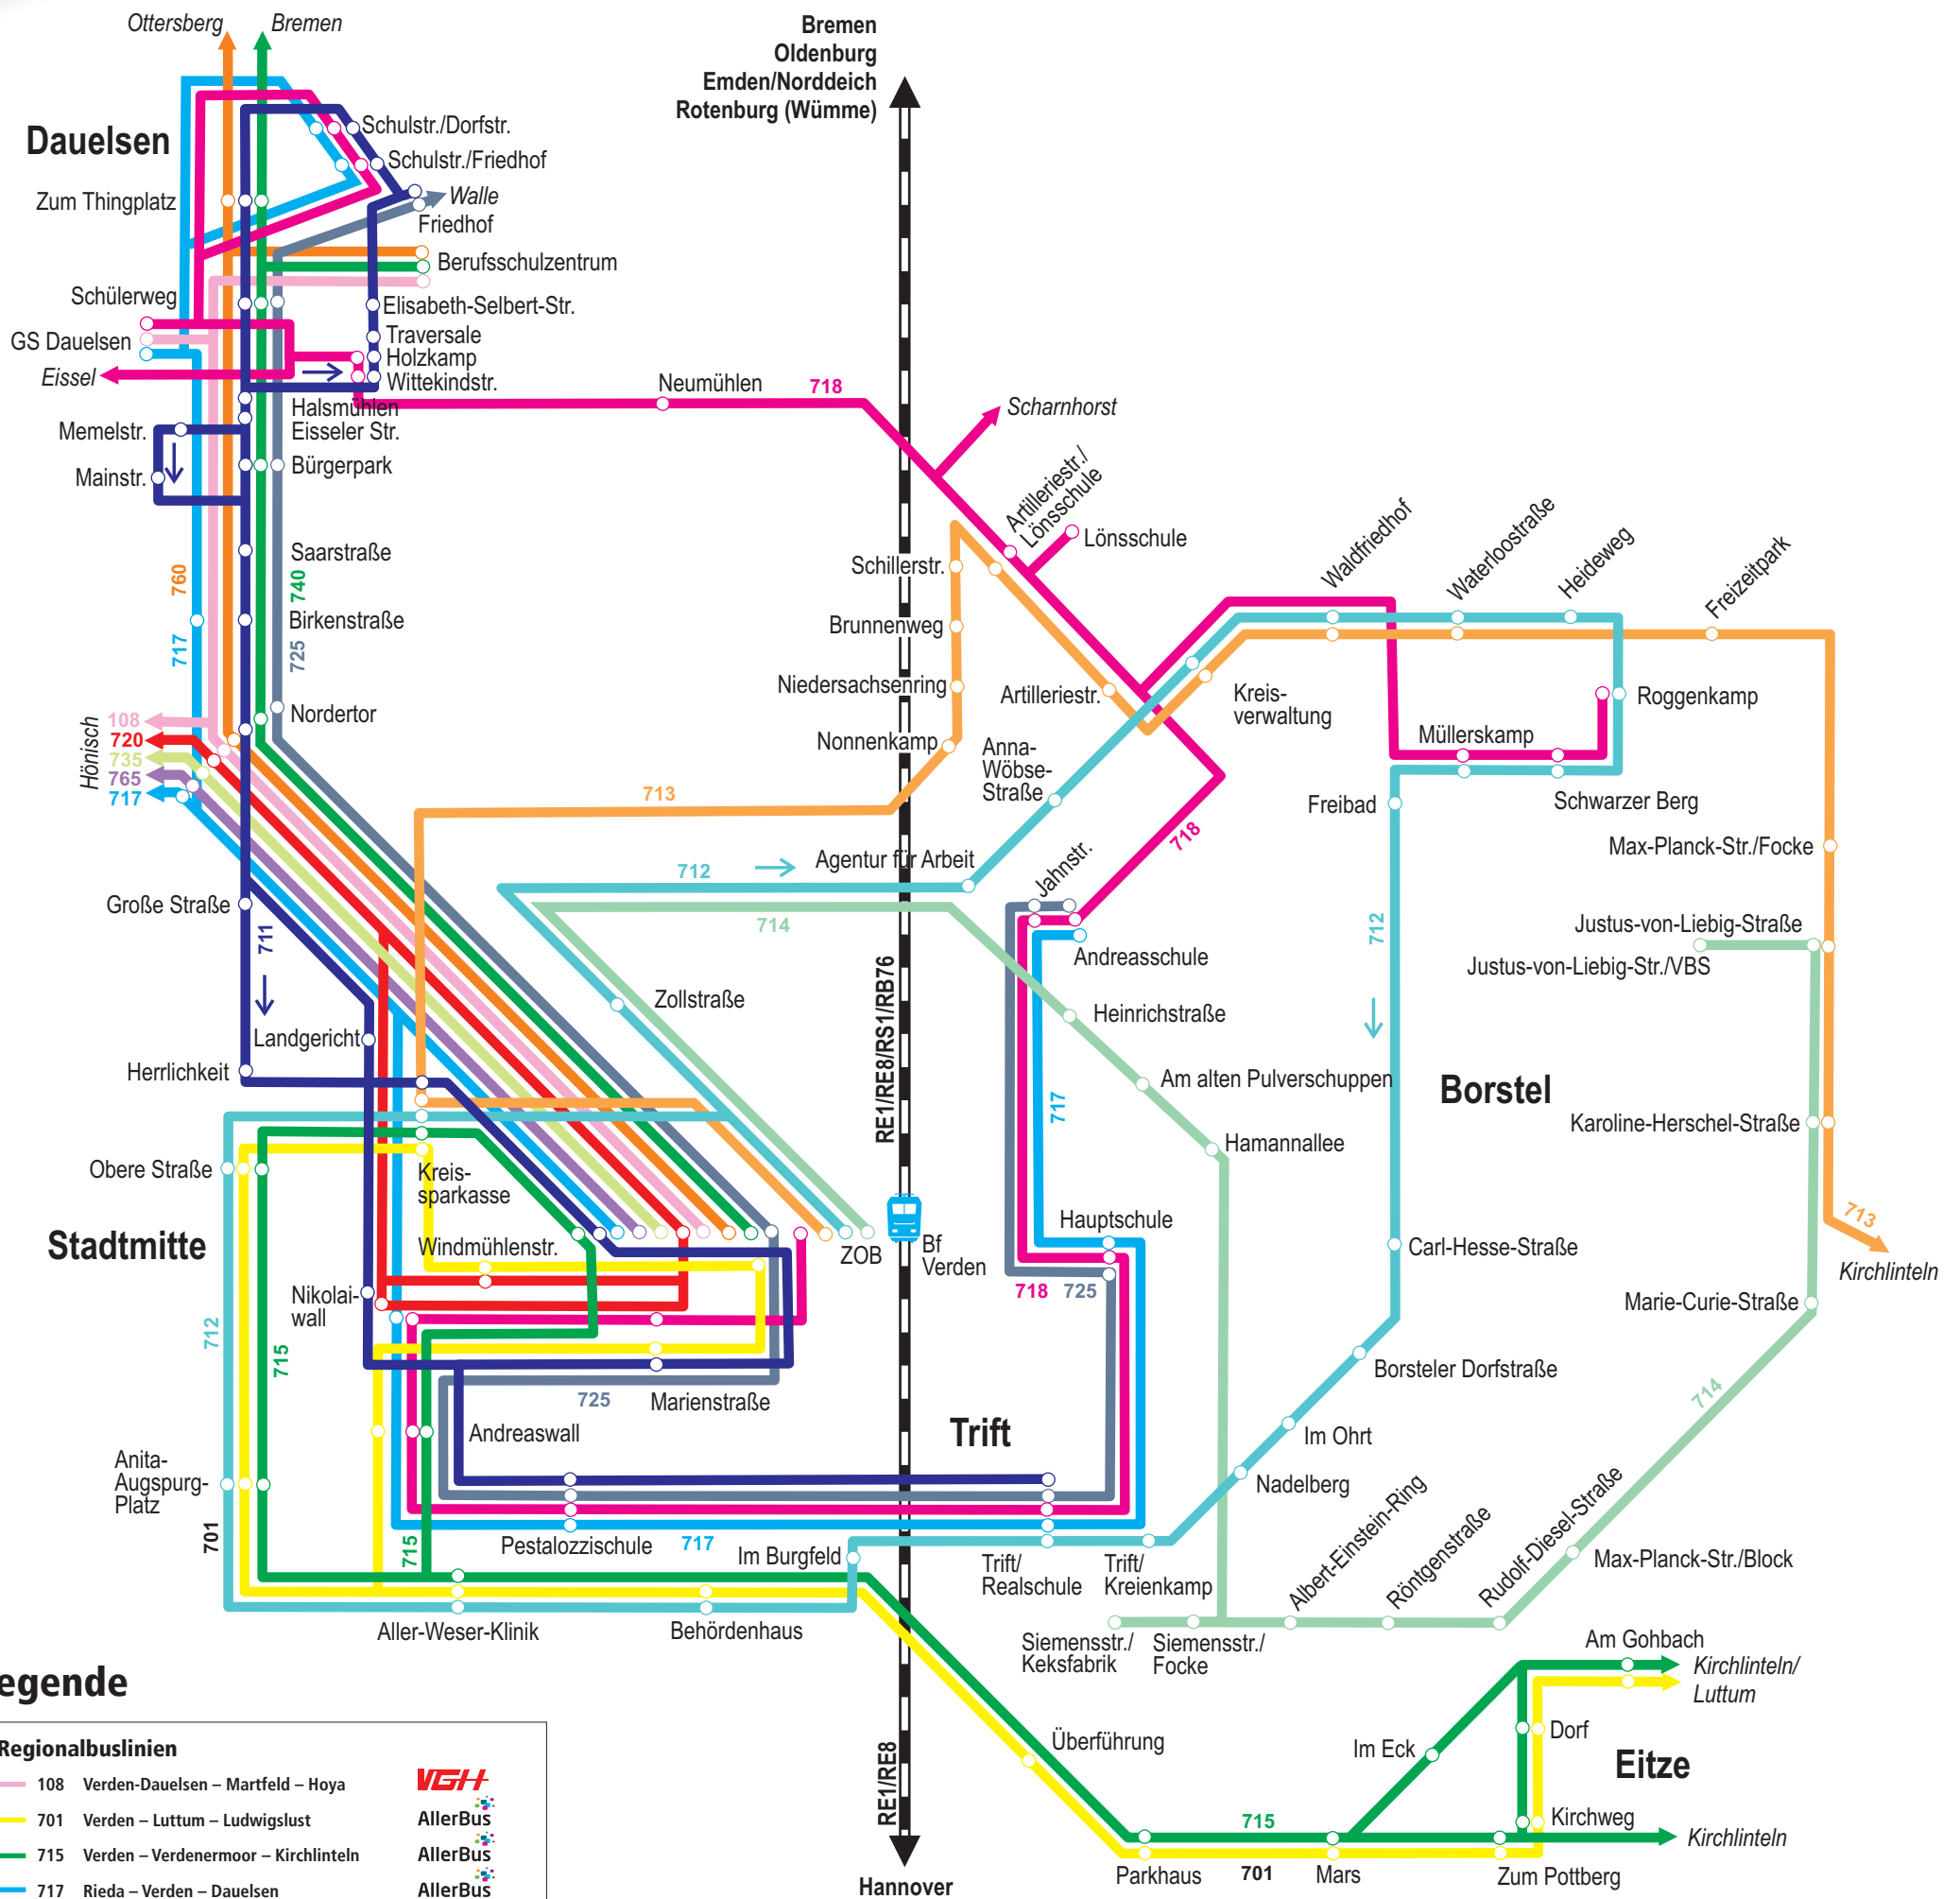 Ottersberg
Bremen
Bremen
Oldenburg
Emden/Norddeich
Rotenburg (Wümme)
Dauelsen
Schulstr./Dorfstr.
Schulstr./Friedhof
Zum Thingplatz
Walle
Friedhof
Berufsschulzentrum
Schülerweg
Elisabeth-Selbert-Str.
GS Dauelsen
Traversale
Holzkamp
Eissel
Wittekindstr.
Neumühlen
718
Scharnhorst
Halsmühlen
Memelstr.
Eisseler Str.
Mainstr.
Bürgerpark
Artilleriestr./
Lönsschule
Lönsschule
Waldfriedhof
Waterloostraße
Heideweg
Freizeitpark
Saarstraße
Schillerstr.
760
740
Birkenstraße
Brunnenweg
717
725
Niedersachsenring
Artilleriestr.
Kreis-
verwaltung
Roggenkamp
Nordertor
Hönisch
108
720
735
765
717
Nonnenkamp
Anna-
Wöbse-
Straße
Müllerskamp
713
Freibad
Schwarzer Berg
718
Max-Planck-Str./Focke
712
Agentur für Arbeit
Jahnstr.
Große Straße
711
714
712
Justus-von-Liebig-Straße
Andreasschule
Justus-von-Liebig-Str./VBS
RE1/RE8/RS1/RB76
Zollstraße
Heinrichstraße
Landgericht
Herrlichkeit
Am alten Pulverschuppen
Borstel
717
Karoline-Herschel-Straße
Hamannallee
Obere Straße
Kreis-
sparkasse
Stadtmitte
Windmühlenstr.
ZOB
Bf
Verden
Hauptschule
Carl-Hesse-Straße
713
Kirchlinteln
Nikolai-
wall
718
725
Marie-Curie-Straße
712
715
725
Marienstraße
Borsteler Dorfstraße
714
Andreaswall
Trift
Im Ohrt
Anita-
Augspurg-
Platz
Nadelberg
701
715
Pestalozzischule
717
Im Burgfeld
Trift/
Realschule
Trift/
Kreienkamp
Albert-Einstein-Ring
Röntgenstraße
Rudolf-Diesel-Straße
Max-Planck-Str./Block
Aller-Weser-Klinik
Behördenhaus
Siemensstr./
Keksfabrik
Siemensstr./
Focke
Am Gohbach
Kirchlinteln/
Luttum
egende
Überführung
Im Eck
Dorf
Eitze
Regionalbuslinien
108 Verden-Dauelsen – Martfeld – Hoya VGH
701 Verden – Luttum – Ludwigslust AllerBus
715 Verden – Verdenermoor – Kirchlinteln AllerBus
717 Rieda – Verden – Dauelsen AllerBus
RE1/RE8
Hannover
715
Kirchweg
Kirchlinteln
Parkhaus
701
Mars
Zum Pottberg